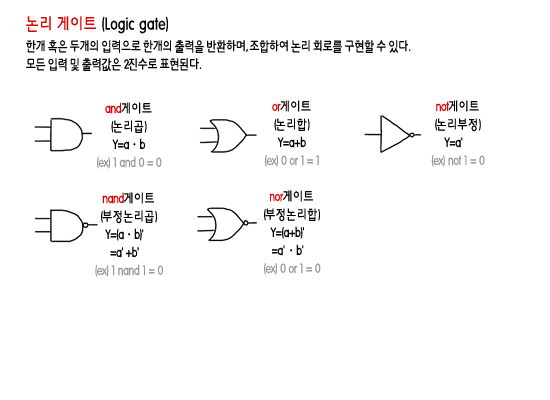 논리 게이트 (Logic gate)
한개 혹은 두개의 입력으로 한개의 출력을 반환하며, 조합하여 논리 회로를 구현할 수 있다.
모든 입력 및 출력값은 2진수로 표현된다.
and게이트
(논리곱)
Y=a · b
(ex) 1 and 0 = 0
or게이트
(논리합)
Y=a+b
(ex) 0 or 1 = 1
not게이트
(논리부정)
Y=a'
(ex) not 1 = 0
nand게이트
(부정논리곱)
Y=(a · b)'
=a' +b'
(ex) 1 nand 1 = 0
nor게이트
(부정논리합)
Y=(a+b)'
=a' · b'
(ex) 0 or 1 = 0